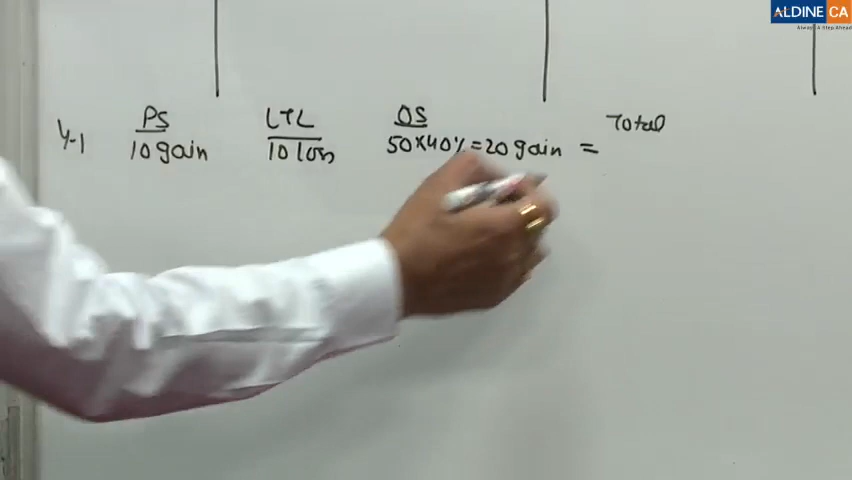 ALDINE CA
Always A Step Ahead
PS LTL OS Total
Y-1 10 gain 10 loss 50×40%=20 gain =